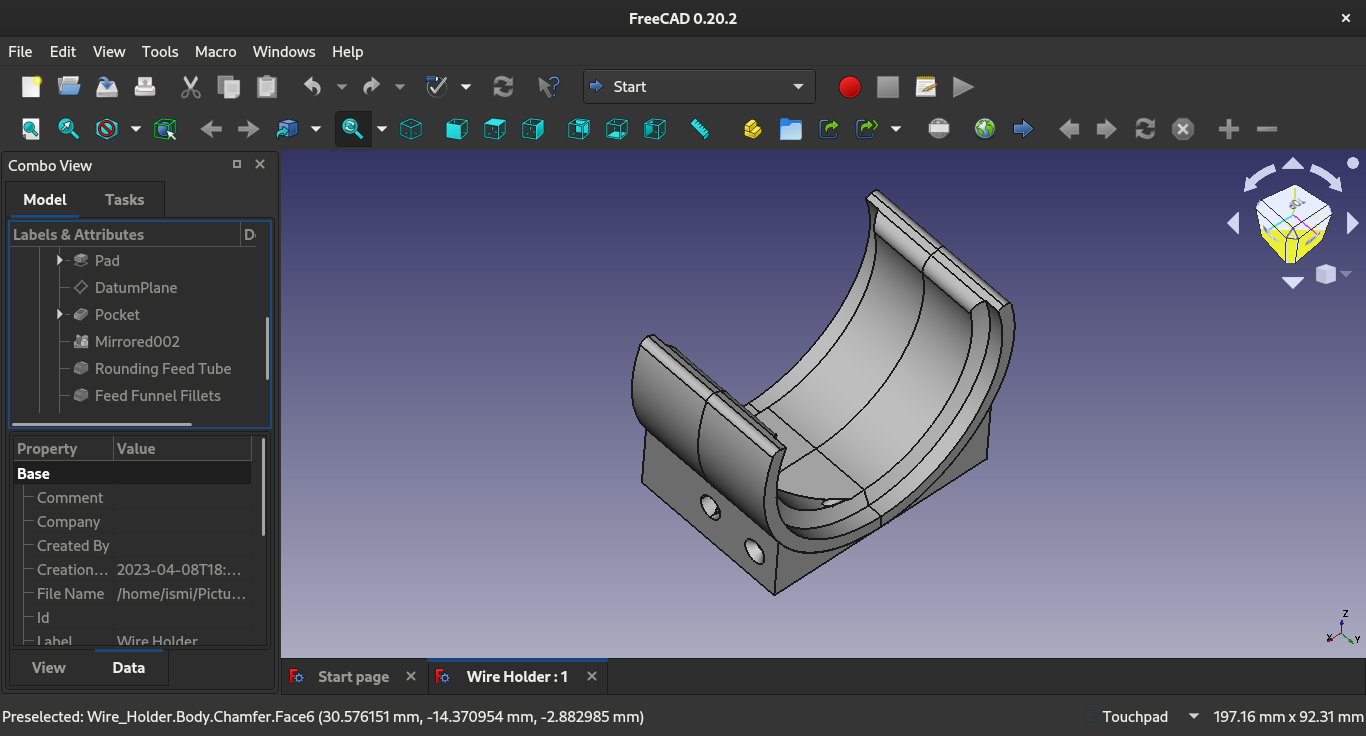 FreeCAD 0.20.2
File Edit View Tools Macro Windows Help
Start
Combo View
Model Tasks
Labels & Attributes D
Pad
DatumPlane
Pocket
Mirrored002
Rounding Feed Tube
Feed Funnel Fillets
Property Value
Base
Comment
Company
Created By
Creation... 2023-04-08T18:...
File Name /home/ismi/Pictu...
Id
Label Wire Holder
View Data
Start page
Wire Holder : 1
Z
X Y
Preselected: Wire_Holder.Body.Chamfer.Face6 (30.576151 mm, -14.370954 mm, -2.882985 mm)
Touchpad 197.16 mm x 92.31 mm